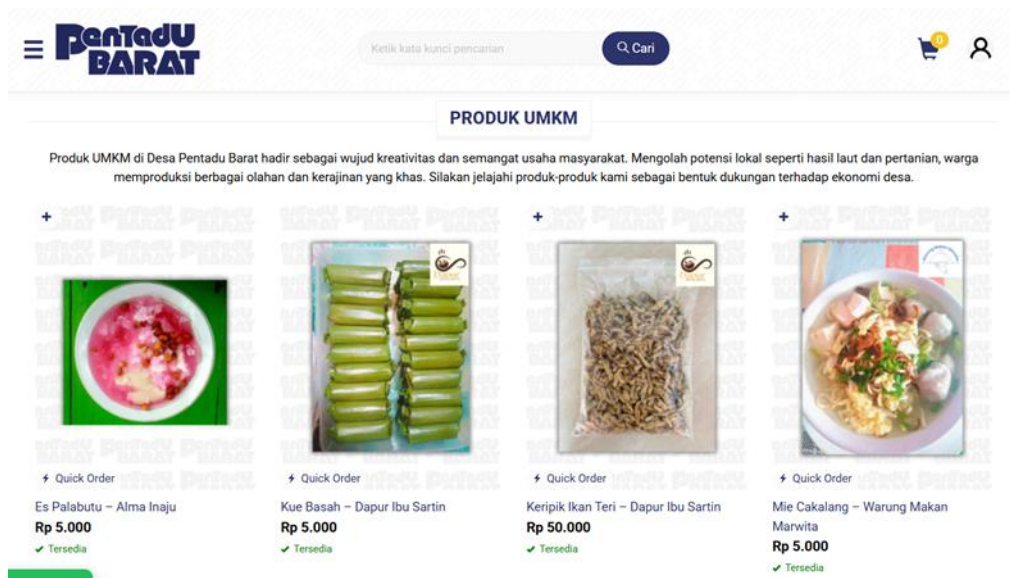 PenTadU
BARAT
Ketik kata kunci pencarian
Cari
0
PRODUK UMKM
Produk UMKM di Desa Pentadu Barat hadir sebagai wujud kreativitas dan semangat usaha masyarakat. Mengolah potensi lokal seperti hasil laut dan pertanian, warga
memproduksi berbagai olahan dan kerajinan yang khas. Silakan jelajahi produk-produk kami sebagai bentuk dukungan terhadap ekonomi desa.
+
Quick Order
Es Palabutu – Alma Inaju
Rp 5.000
Tersedia
Quick Order
Kue Basah – Dapur Ibu Sartin
Rp 5.000
Tersedia
+
Quick Order
Keripik Ikan Teri – Dapur Ibu Sartin
Rp 50.000
Tersedia
+
Quick Order
Mie Cakalang – Warung Makan
Marwita
Rp 5.000
Tersedia